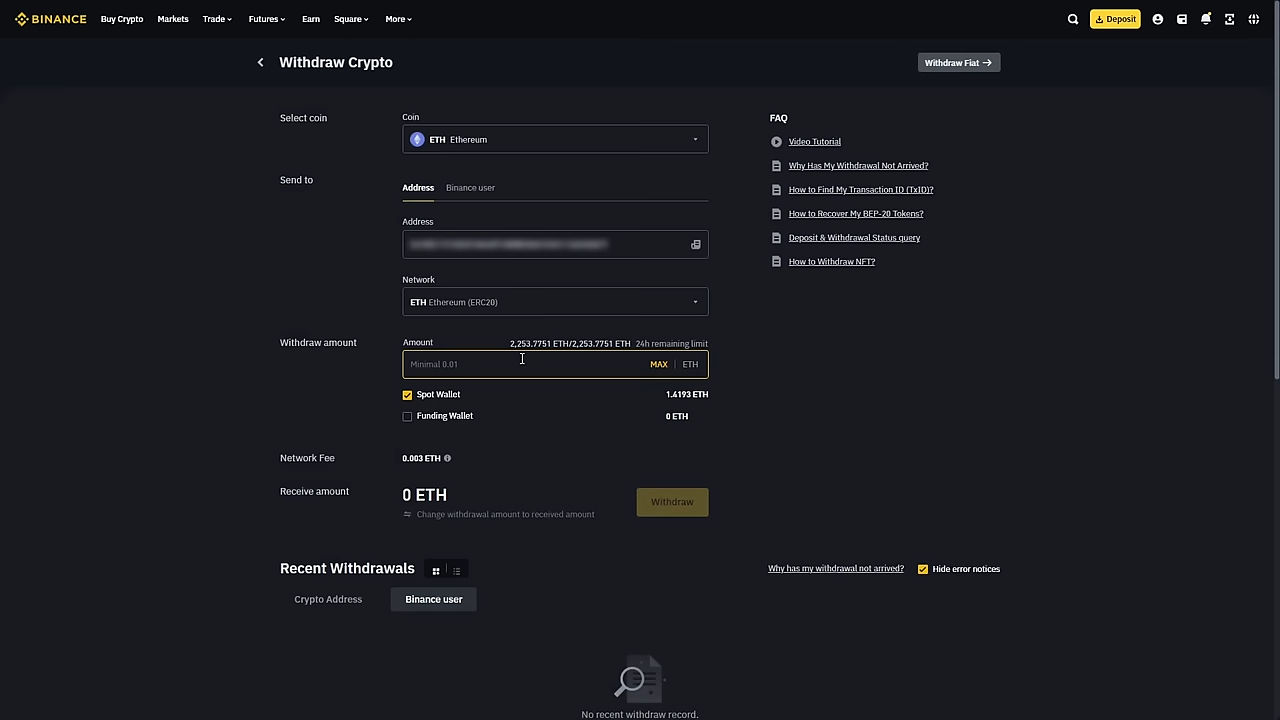 BINANCE Buy Crypto Markets Trade Futures Earn Square More Deposit
Withdraw Crypto
Withdraw Fiat →
Select coin
Coin
ETH Ethereum
Send to
Address Binance user
Address
Network
ETH Ethereum (ERC20)
Withdraw amount
Amount 2,253.7751 ETH/2,253.7751 ETH 24h remaining limit
Minimal 0.01 MAX | ETH
Spot Wallet 1.4193 ETH
Funding Wallet 0 ETH
Network Fee 0.003 ETH
Receive amount 0 ETH
Change withdrawal amount to received amount
Withdraw
FAQ
Video Tutorial
Why Has My Withdrawal Not Arrived?
How to Find My Transaction ID (TxID)?
How to Recover My BEP-20 Tokens?
Deposit & Withdrawal Status query
How to Withdraw NFT?
Recent Withdrawals
Why has my withdrawal not arrived? Hide error notices
Crypto Address Binance user
No recent withdraw record.